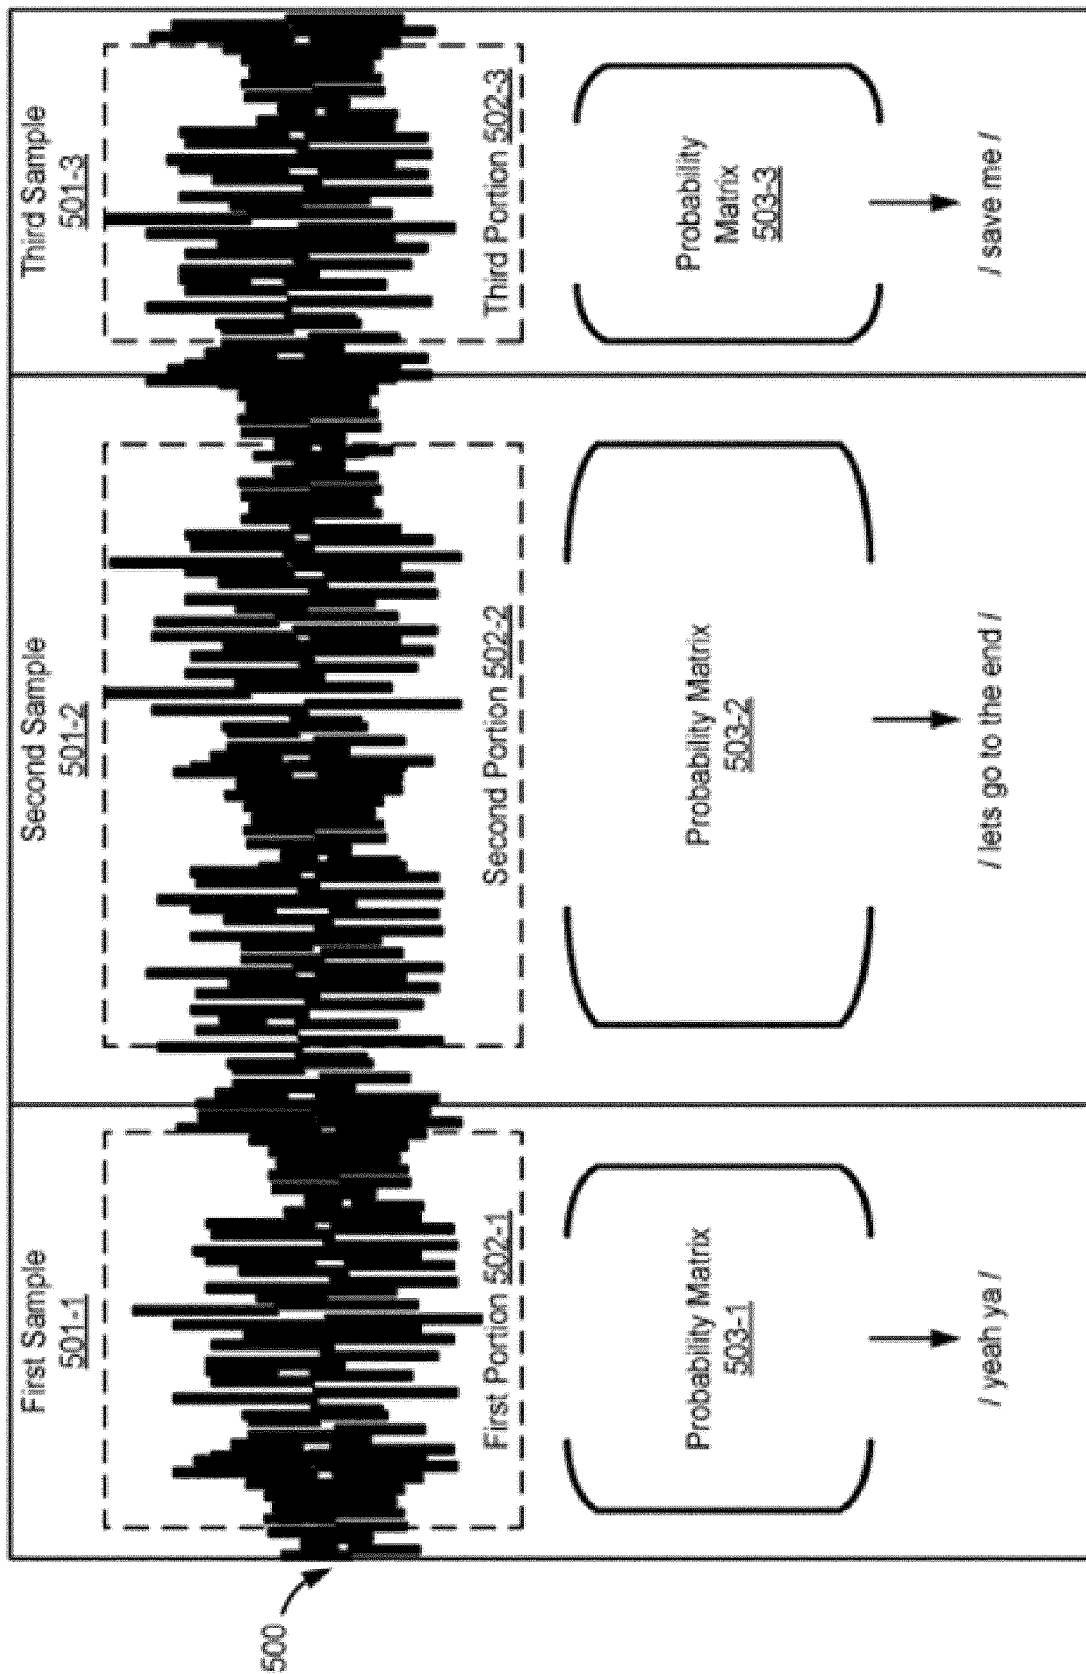 500
First Sample
501-1
First Portion 502-1
Probability Matrix
503-1
/ yeah ya /
Second Sample
501-2
Second Portion 502-2
Probability Matrix
503-2
/ lets go to the end /
Third Sample
501-3
Third Portion 502-3
Probability
Matrix
503-3
/ save me /